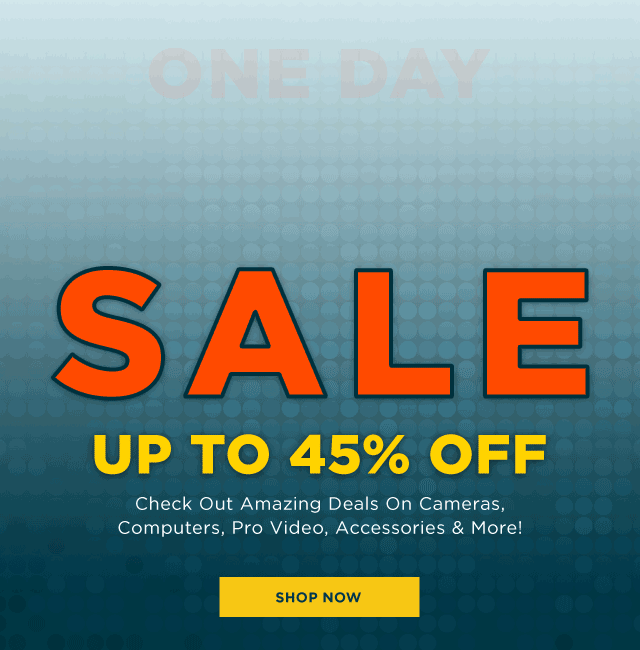 ONE DAY
SALE
UP TO 45% OFF
Check Out Amazing Deals On Cameras,
Computers, Pro Video, Accessories & More!
SHOP NOW